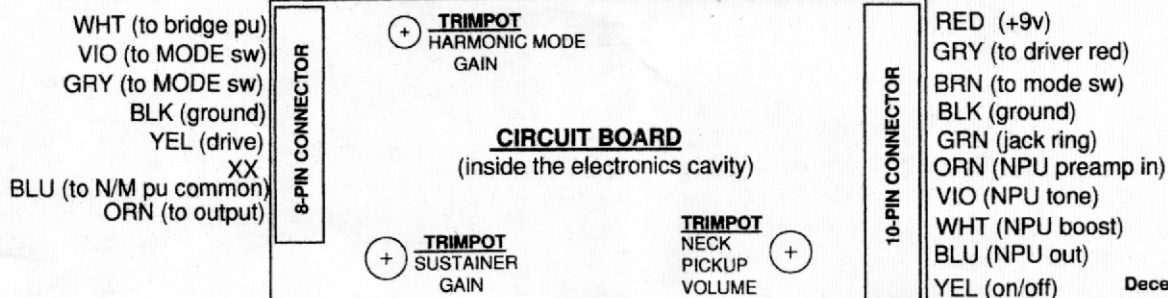 WHT (to bridge pu)
VIO (to MODE sw)
GRY (to MODE sw)
BLK (ground)
YEL (drive)
XX
BLU (to N/M pu common)
ORN (to output)
8-PIN CONNECTOR
TRIMPOT
HARMONIC MODE
GAIN
CIRCUIT BOARD
(inside the electronics cavity)
TRIMPOT
SUSTAINER
GAIN
TRIMPOT
NECK
PICKUP
VOLUME
10-PIN CONNECTOR
RED (+9v)
GRY (to driver red)
BRN (to mode sw)
BLK (ground)
GRN (jack ring)
ORN (NPU preamp in)
VIO (NPU tone)
WHT (NPU boost)
BLU (NPU out)
YEL (on/off)